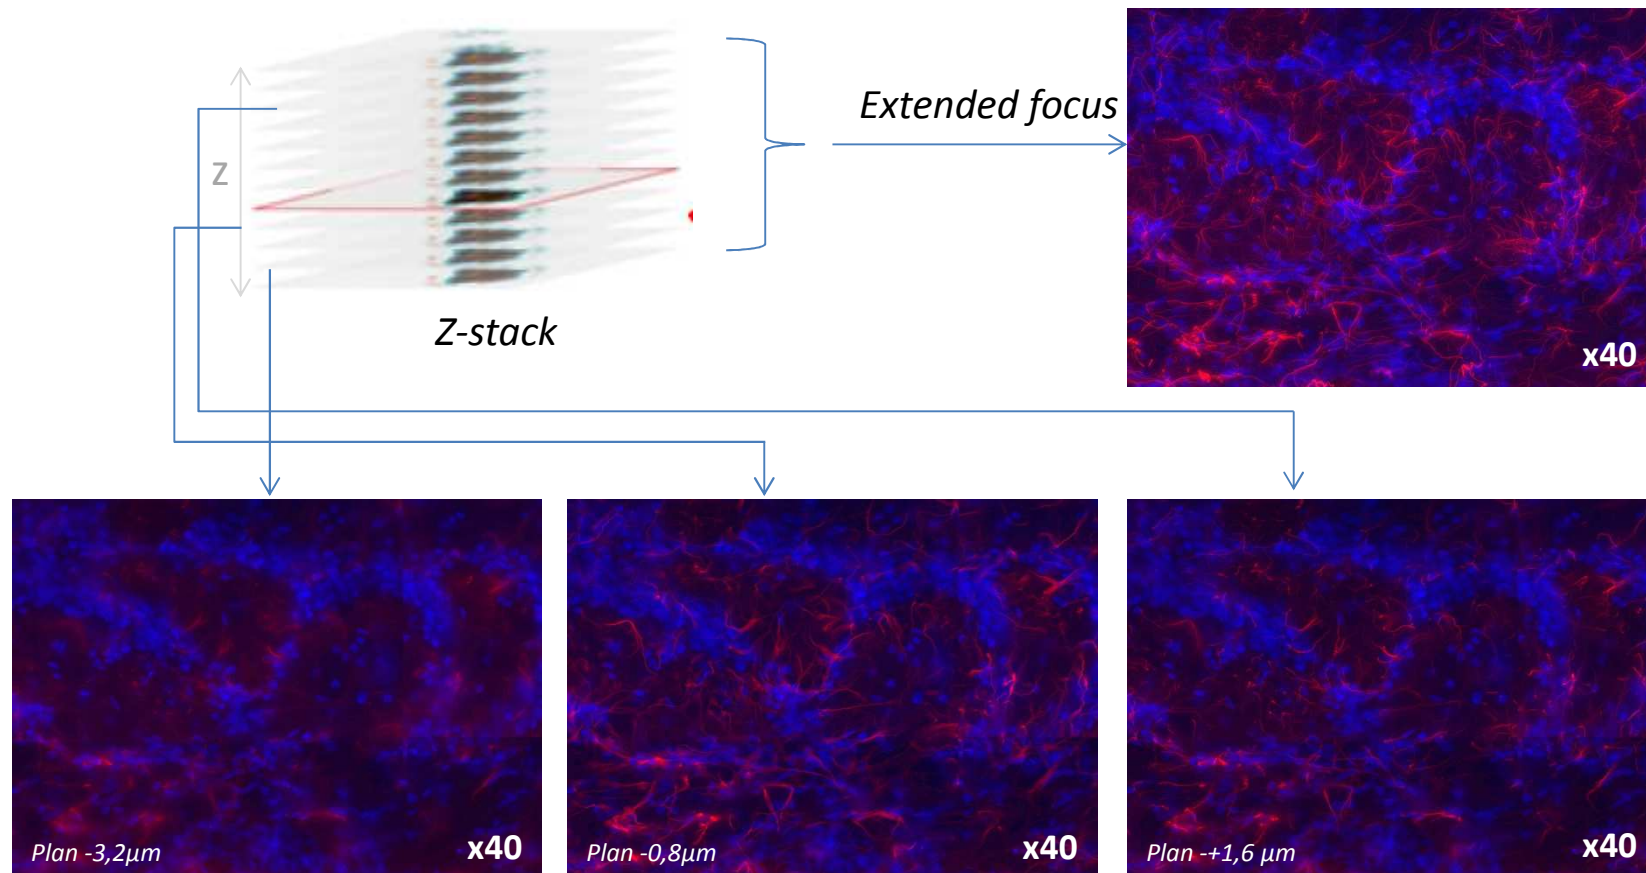 Extended focus
Z
Z-stack
x40
Plan -3,2µm
x40
Plan -0,8µm
x40
Plan -+1,6 µm
x40